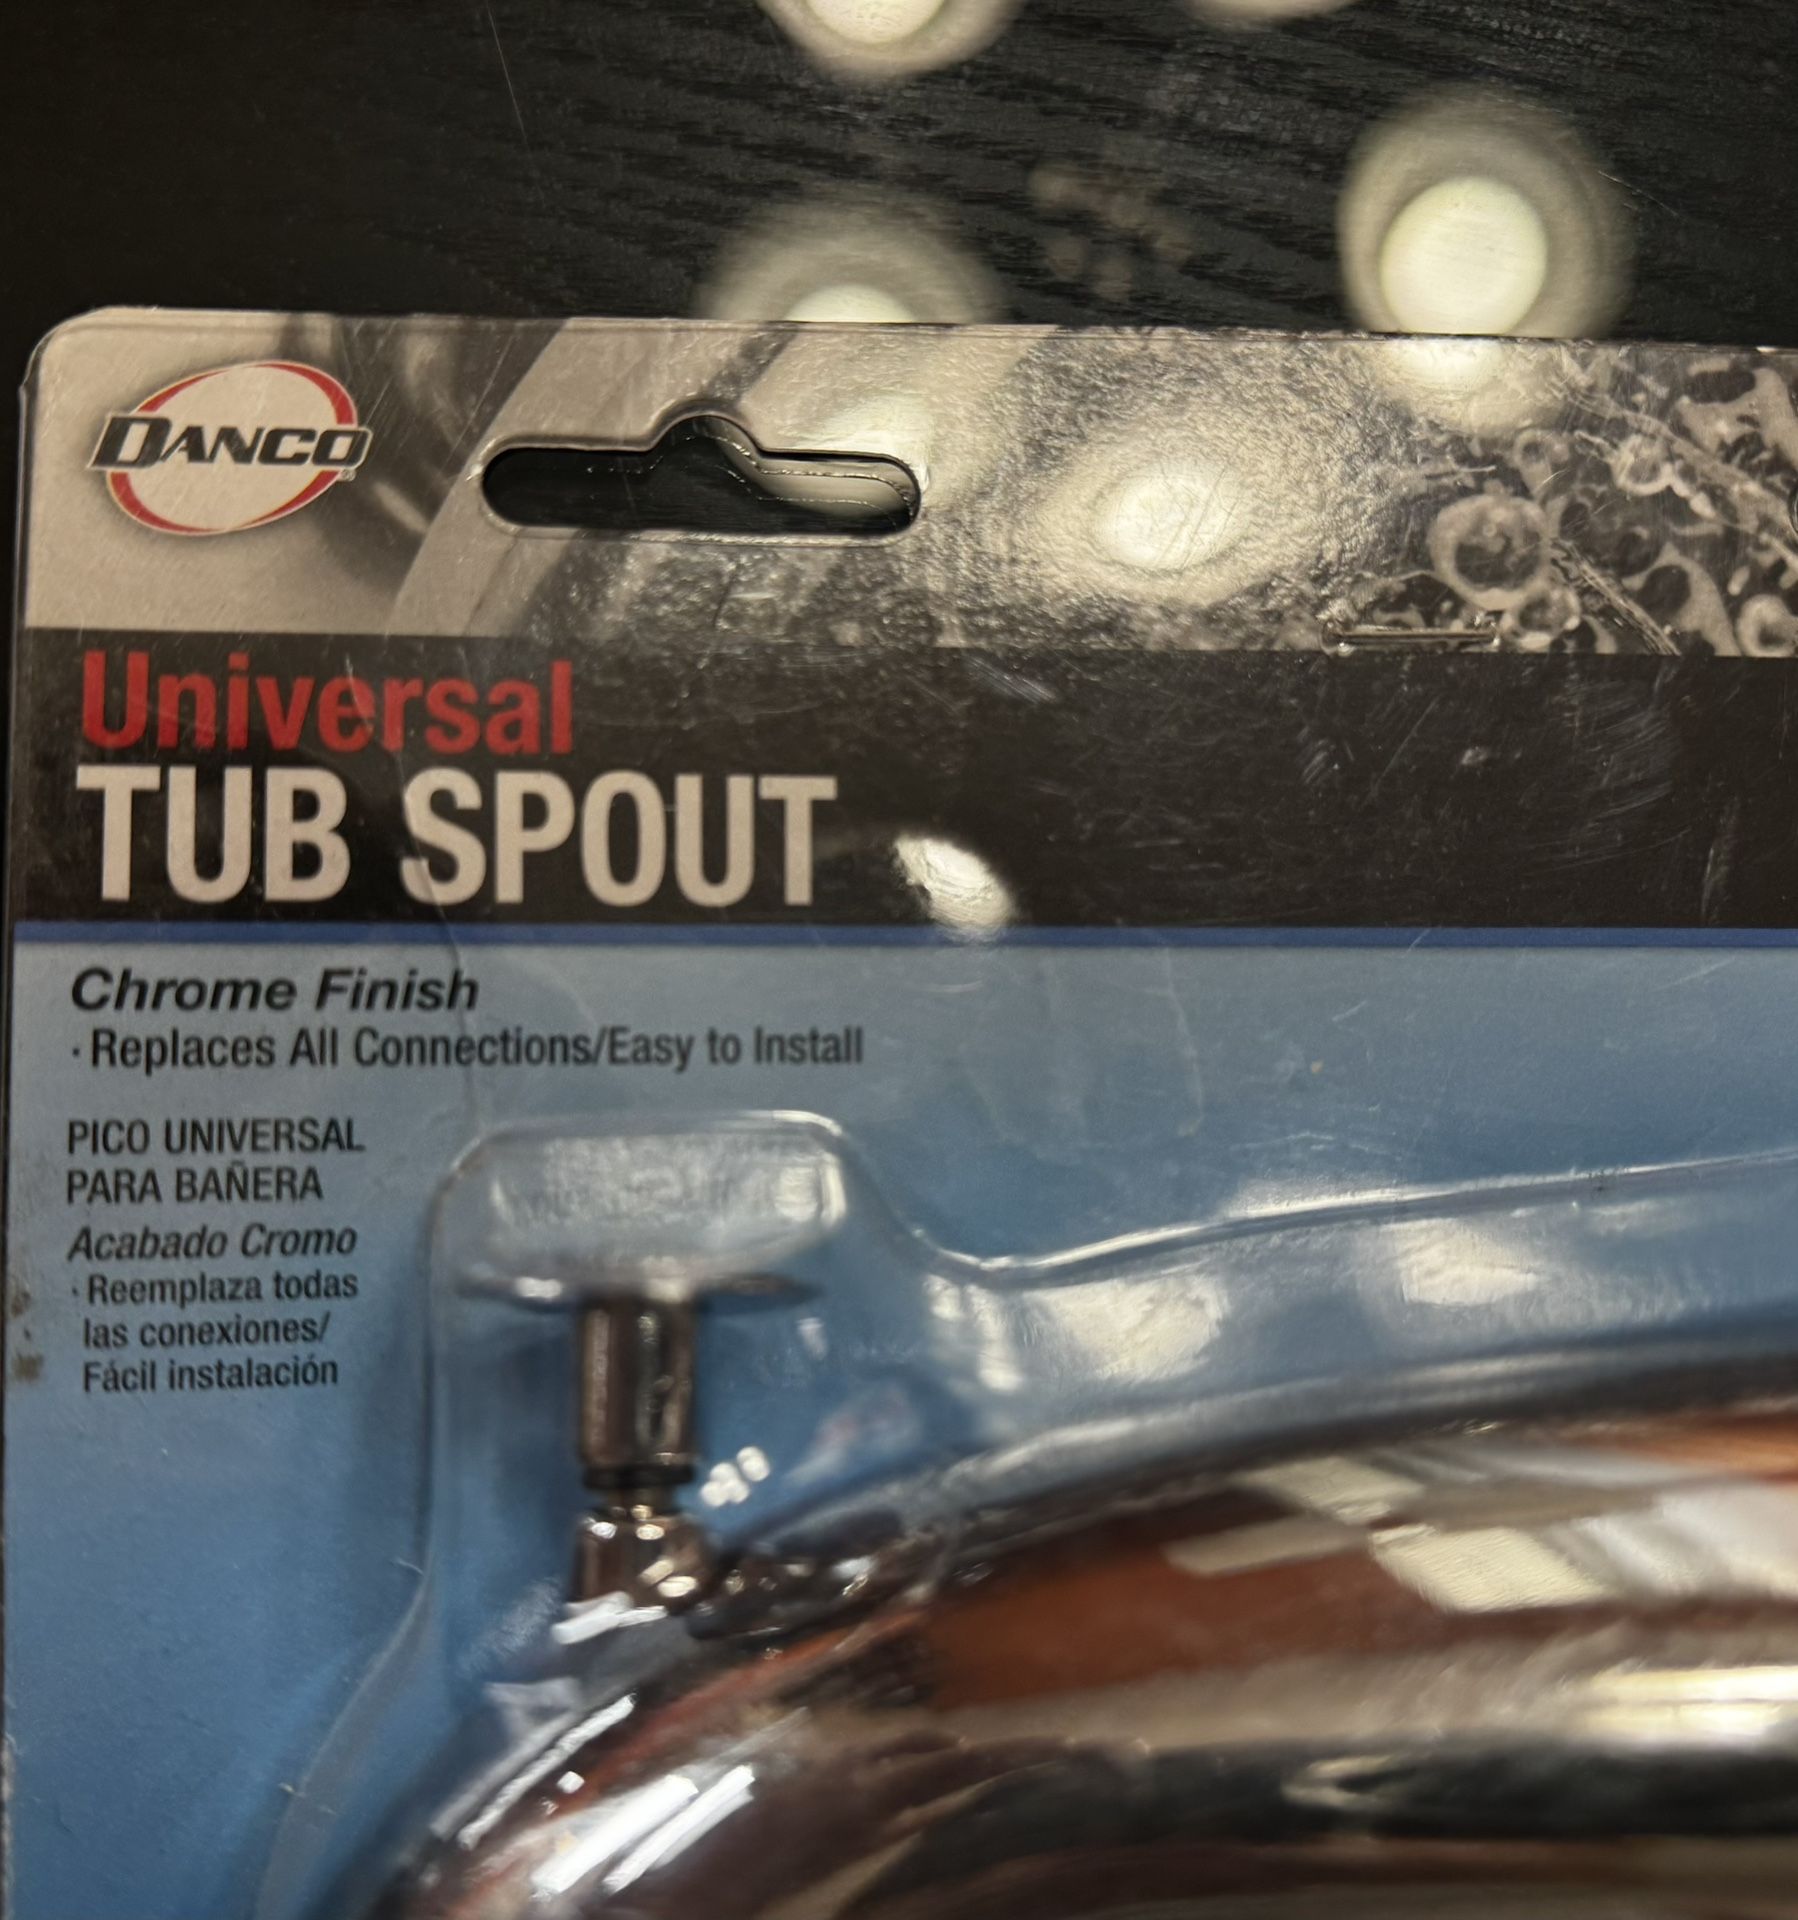 DANCO
Universal
TUB SPOUT
Chrome Finish
· Replaces All Connections/Easy to Install
PICO UNIVERSAL
PARA BAÑERA
Acabado Cromo
· Reemplaza todas
las conexiones/
Fácil instalación